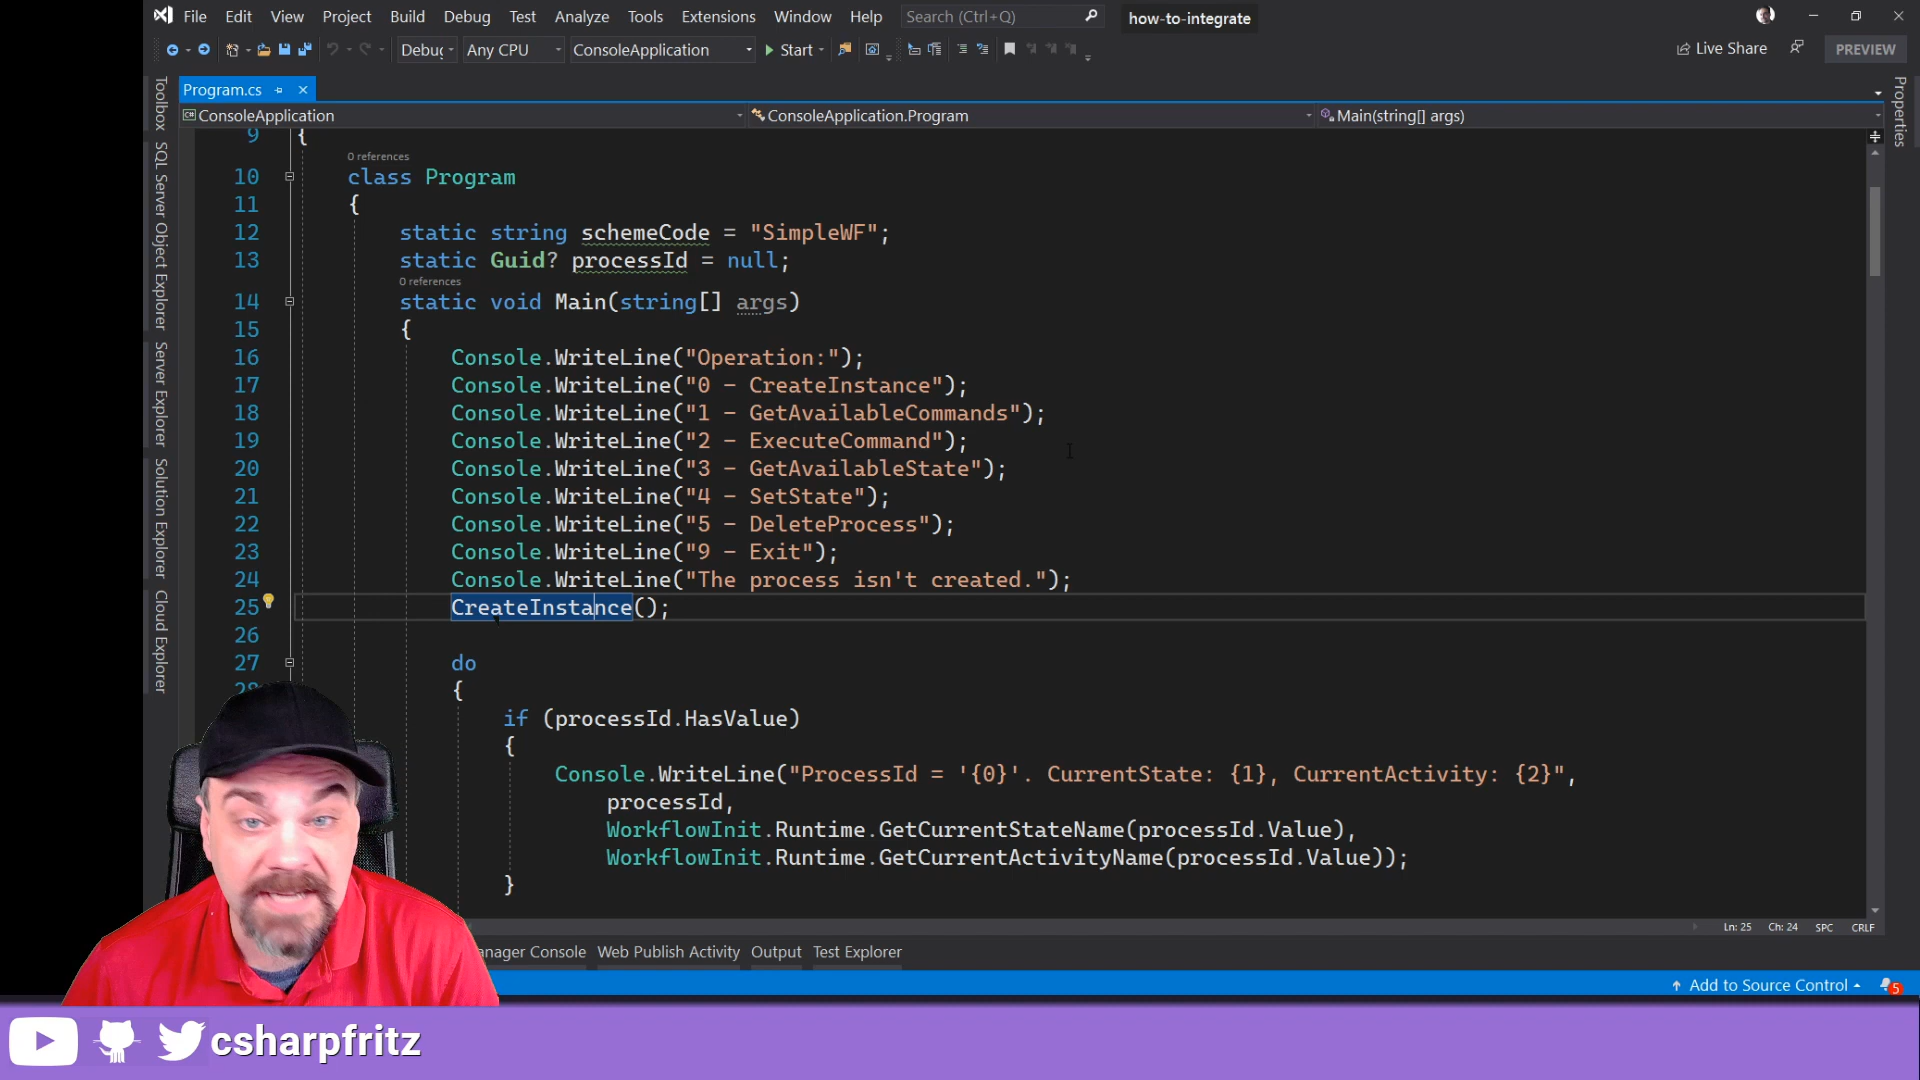 File Edit View Project Build Debug Test Analyze Tools Extensions Window Help Search (Ctrl+Q) how-to-integrate
Debug Any CPU ConsoleApplication Start Live Share PREVIEW
Program.cs
ConsoleApplication ConsoleApplication.Program Main(string[] args)
Toolbox
SQL Server Object Explorer
Server Explorer
Solution Explorer
Cloud Explorer
Properties
9 {
0 references
10 class Program
11 {
12 static string schemeCode = "SimpleWF";
13 static Guid? processId = null;
0 references
14 static void Main(string[] args)
15 {
16 Console.WriteLine("Operation:");
17 Console.WriteLine("0 - CreateInstance");
18 Console.WriteLine("1 - GetAvailableCommands");
19 Console.WriteLine("2 - ExecuteCommand");
20 Console.WriteLine("3 - GetAvailableState");
21 Console.WriteLine("4 - SetState");
22 Console.WriteLine("5 - DeleteProcess");
23 Console.WriteLine("9 - Exit");
24 Console.WriteLine("The process isn't created.");
25 CreateInstance();
26
27 do
28 {
if (processId.HasValue)
{
Console.WriteLine("ProcessId = '{0}'. CurrentState: {1}, CurrentActivity: {2}",
processId,
WorkflowInit.Runtime.GetCurrentStateName(processId.Value),
WorkflowInit.Runtime.GetCurrentActivityName(processId.Value));
}
Ln: 25 Ch: 24 SPC CRLF
anager Console Web Publish Activity Output Test Explorer
Add to Source Control 5
csharpfritz